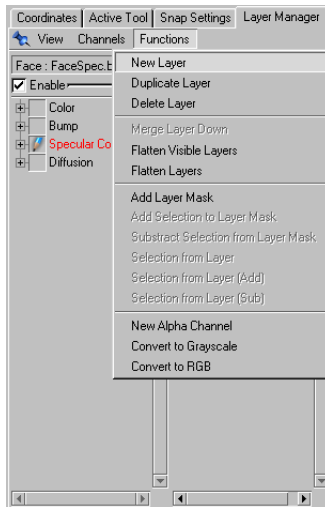 Coordinates Active Tool Snap Settings Layer Manager
View Channels Functions
Face : FaceSpec.b
Enable
Color
Bump
Specular Co
Diffusion
New Layer
Duplicate Layer
Delete Layer
Merge Layer Down
Flatten Visible Layers
Flatten Layers
Add Layer Mask
Add Selection to Layer Mask
Substract Selection from Layer Mask
Selection from Layer
Selection from Layer (Add)
Selection from Layer (Sub)
New Alpha Channel
Convert to Grayscale
Convert to RGB